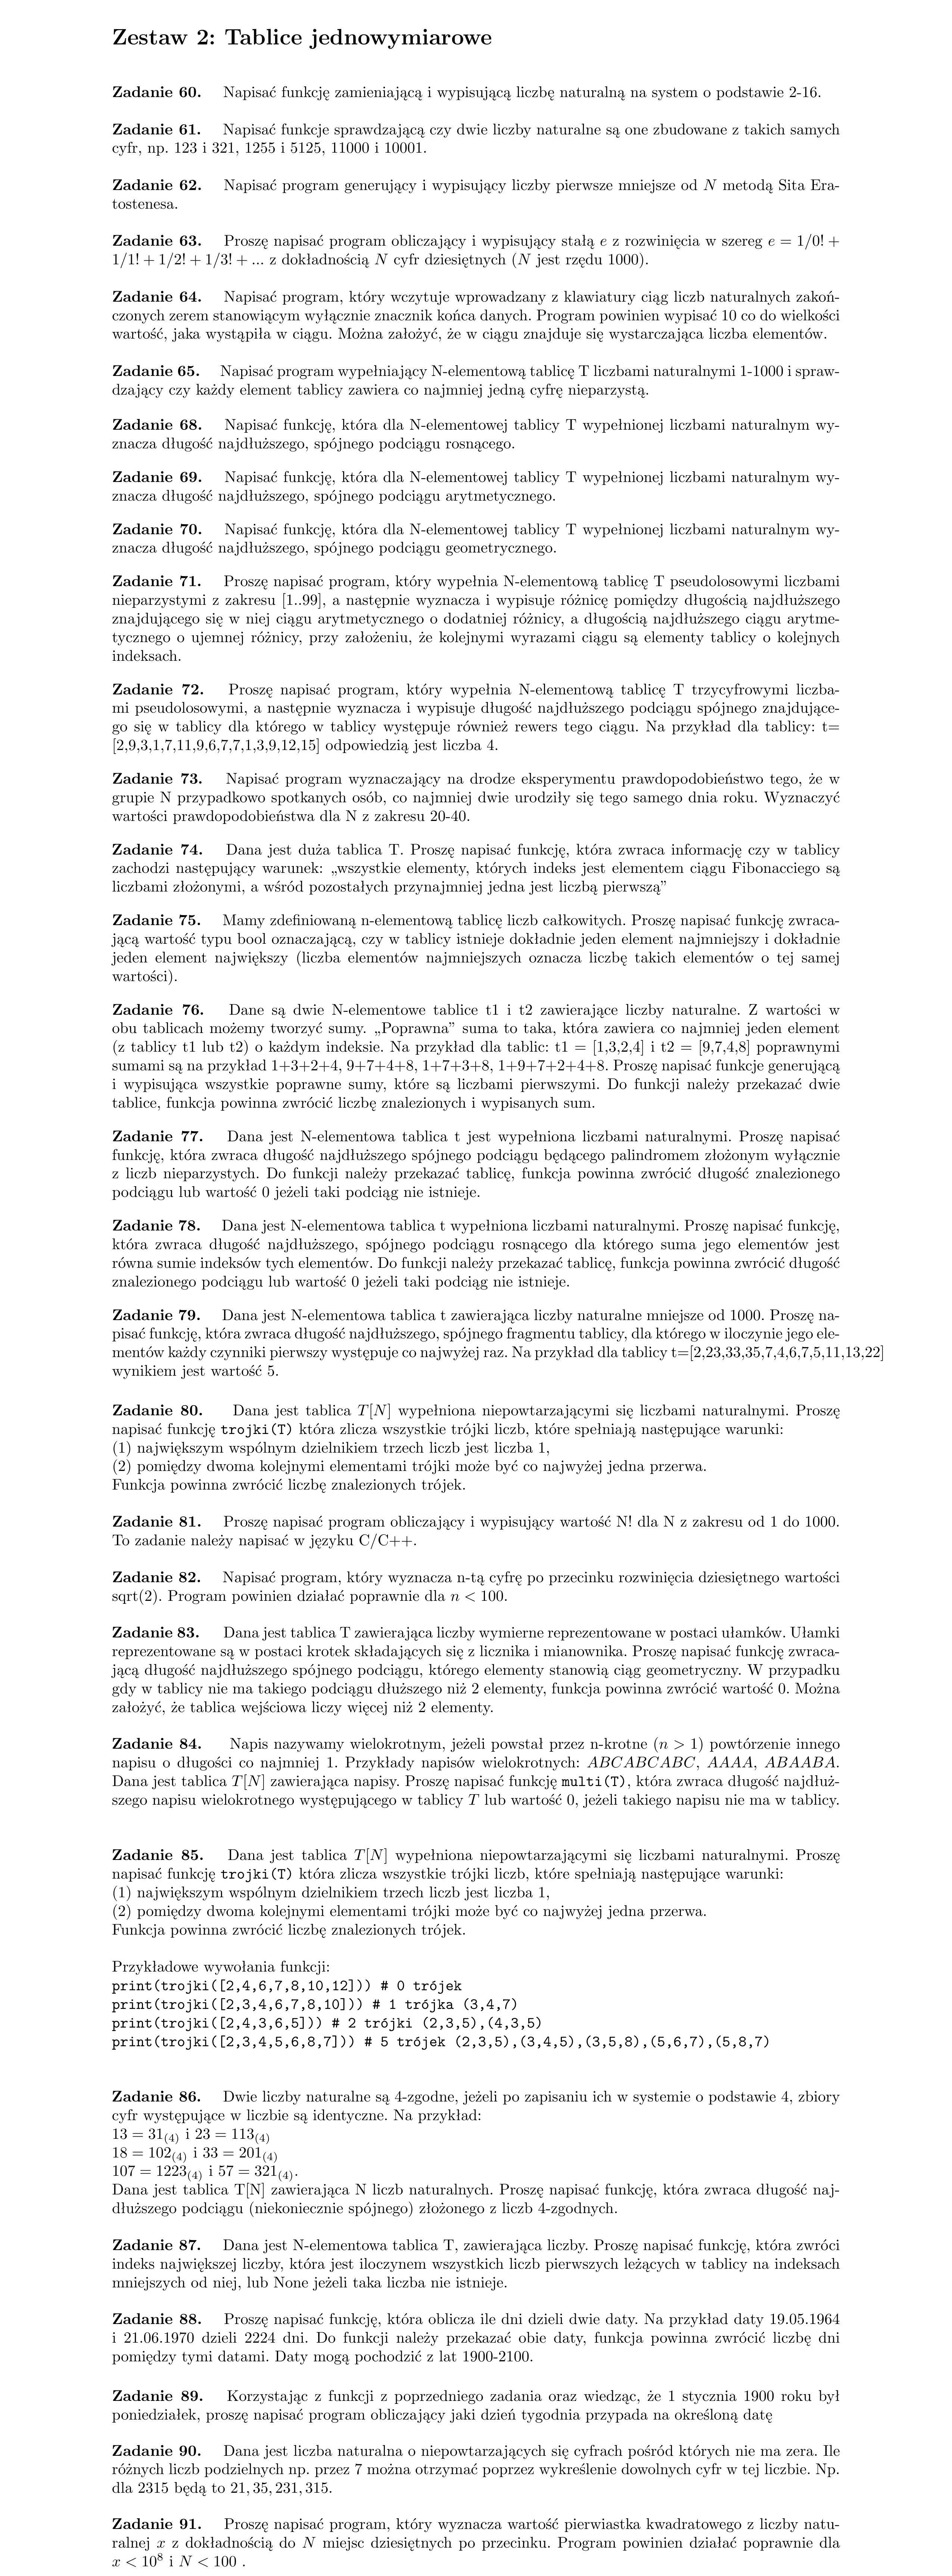 Zestaw 2: Tablice jednowymiarowe
Zadanie 60. Napisać funkcję zamieniającą i wypisującą liczbę naturalną na system o podstawie 2-16.
Zadanie 61. Napisać funkcje sprawdzającą czy dwie liczby naturalne są one zbudowane z takich samych
cyfr, np. 123 i 321, 1255 i 5125, 11000 i 10001.
Zadanie 62. Napisać program generujący i wypisujący liczby pierwsze mniejsze od N metodą Sita Era-
tostenesa.
Zadanie 63. Proszę napisać program obliczający i wypisujący stałą e z rozwinięcia w szereg e = 1/0! +
1/1! + 1/2! + 1/3! + ... z dokładnością N cyfr dziesiętnych (N jest rzędu 1000).
Zadanie 64. Napisać program, który wczytuje wprowadzany z klawiatury ciąg liczb naturalnych zakoń-
czonych zerem stanowiącym wyłącznie znacznik końca danych. Program powinien wypisać 10 co do wielkości
wartość, jaka wystąpiła w ciągu. Można założyć, że w ciągu znajduje się wystarczająca liczba elementów.
Zadanie 65. Napisać program wypełniający N-elementową tablicę T liczbami naturalnymi 1-1000 i spraw-
dzający czy każdy element tablicy zawiera co najmniej jedną cyfrę nieparzystą.
Zadanie 68. Napisać funkcję, która dla N-elementowej tablicy T wypełnionej liczbami naturalnym wy-
znacza długość najdłuższego, spójnego podciągu rosnącego.
Zadanie 69. Napisać funkcję, która dla N-elementowej tablicy T wypełnionej liczbami naturalnym wy-
znacza długość najdłuższego, spójnego podciągu arytmetycznego.
Zadanie 70. Napisać funkcję, która dla N-elementowej tablicy T wypełnionej liczbami naturalnym wy-
znacza długość najdłuższego, spójnego podciągu geometrycznego.
Zadanie 71. Proszę napisać program, który wypełnia N-elementową tablicę T pseudolosowymi liczbami
nieparzystymi z zakresu [1..99], a następnie wyznacza i wypisuje różnicę pomiędzy długością najdłuższego
znajdującego się w niej ciągu arytmetycznego o dodatniej różnicy, a długością najdłuższego ciągu arytme-
tycznego o ujemnej różnicy, przy założeniu, że kolejnymi wyrazami ciągu są elementy tablicy o kolejnych
indeksach.
Zadanie 72. Proszę napisać program, który wypełnia N-elementową tablicę T trzycyfrowymi liczba-
mi pseudolosowymi, a następnie wyznacza i wypisuje długość najdłuższego podciągu spójnego znajdujące-
go się w tablicy dla którego w tablicy występuje również rewers tego ciągu. Na przykład dla tablicy: t=
[2,9,3,1,7,11,9,6,7,7,1,3,9,12,15] odpowiedzią jest liczba 4.
Zadanie 73. Napisać program wyznaczający na drodze eksperymentu prawdopodobieństwo tego, że w
grupie N przypadkowo spotkanych osób, co najmniej dwie urodziły się tego samego dnia roku. Wyznaczyć
wartości prawdopodobieństwa dla N z zakresu 20-40.
Zadanie 74. Dana jest duża tablica T. Proszę napisać funkcję, która zwraca informację czy w tablicy
zachodzi następujący warunek: „wszystkie elementy, których indeks jest elementem ciągu Fibonacciego są
liczbami złożonymi, a wśród pozostałych przynajmniej jedna jest liczbą pierwszą”
Zadanie 75. Mamy zdefiniowaną n-elementową tablicę liczb całkowitych. Proszę napisać funkcję zwraca-
jącą wartość typu bool oznaczającą, czy w tablicy istnieje dokładnie jeden element najmniejszy i dokładnie
jeden element największy (liczba elementów najmniejszych oznacza liczbę takich elementów o tej samej
wartości).
Zadanie 76. Dane są dwie N-elementowe tablice t1 i t2 zawierające liczby naturalne. Z wartości w
obu tablicach możemy tworzyć sumy. „Poprawna” suma to taka, która zawiera co najmniej jeden element
(z tablicy t1 lub t2) o każdym indeksie. Na przykład dla tablic: t1 = [1,3,2,4] i t2 = [9,7,4,8] poprawnymi
sumami są na przykład 1+3+2+4, 9+7+4+8, 1+7+3+8, 1+9+7+2+4+8. Proszę napisać funkcje generującą
i wypisująca wszystkie poprawne sumy, które są liczbami pierwszymi. Do funkcji należy przekazać dwie
tablice, funkcja powinna zwrócić liczbę znalezionych i wypisanych sum.
Zadanie 77. Dana jest N-elementowa tablica t jest wypełniona liczbami naturalnymi. Proszę napisać
funkcję, która zwraca długość najdłuższego spójnego podciągu będącego palindromem złożonym wyłącznie
z liczb nieparzystych. Do funkcji należy przekazać tablicę, funkcja powinna zwrócić długość znalezionego
podciągu lub wartość 0 jeżeli taki podciąg nie istnieje.
Zadanie 78. Dana jest N-elementowa tablica t wypełniona liczbami naturalnymi. Proszę napisać funkcję,
która zwraca długość najdłuższego, spójnego podciągu rosnącego dla którego suma jego elementów jest
równa sumie indeksów tych elementów. Do funkcji należy przekazać tablicę, funkcja powinna zwrócić długość
znalezionego podciągu lub wartość 0 jeżeli taki podciąg nie istnieje.
Zadanie 79. Dana jest N-elementowa tablica t zawierająca liczby naturalne mniejsze od 1000. Proszę na-
pisać funkcję, która zwraca długość najdłuższego, spójnego fragmentu tablicy, dla którego w iloczynie jego ele-
mentów każdy czynniki pierwszy występuje co najwyżej raz. Na przykład dla tablicy t=[2,23,33,35,7,4,6,7,5,11,13,22]
wynikiem jest wartość 5.
Zadanie 80. Dana jest tablica T[N] wypełniona niepowtarzającymi się liczbami naturalnymi. Proszę
napisać funkcję trojki(T) która zlicza wszystkie trójki liczb, które spełniają następujące warunki:
(1) największym wspólnym dzielnikiem trzech liczb jest liczba 1,
(2) pomiędzy dwoma kolejnymi elementami trójki może być co najwyżej jedna przerwa.
Funkcja powinna zwrócić liczbę znalezionych trójek.
Zadanie 81. Proszę napisać program obliczający i wypisujący wartość N! dla N z zakresu od 1 do 1000.
To zadanie należy napisać w języku C/C++.
Zadanie 82. Napisać program, który wyznacza n-tą cyfrę po przecinku rozwinięcia dziesiętnego wartości
sqrt(2). Program powinien działać poprawnie dla n < 100.
Zadanie 83. Dana jest tablica T zawierająca liczby wymierne reprezentowane w postaci ułamków. Ułamki
reprezentowane są w postaci krotek składających się z licznika i mianownika. Proszę napisać funkcję zwraca-
jącą długość najdłuższego spójnego podciągu, którego elementy stanowią ciąg geometryczny. W przypadku
gdy w tablicy nie ma takiego podciągu dłuższego niż 2 elementy, funkcja powinna zwrócić wartość 0. Można
założyć, że tablica wejściowa liczy więcej niż 2 elementy.
Zadanie 84. Napis nazywamy wielokrotnym, jeżeli powstał przez n-krotne (n > 1) powtórzenie innego
napisu o długości co najmniej 1. Przykłady napisów wielokrotnych: ABCABCABC, AAAA, ABAABA.
Dana jest tablica T[N] zawierająca napisy. Proszę napisać funkcję multi(T), która zwraca długość najdłuż-
szego napisu wielokrotnego występującego w tablicy T lub wartość 0, jeżeli takiego napisu nie ma w tablicy.
Zadanie 85. Dana jest tablica T[N] wypełniona niepowtarzającymi się liczbami naturalnymi. Proszę
napisać funkcję trojki(T) która zlicza wszystkie trójki liczb, które spełniają następujące warunki:
(1) największym wspólnym dzielnikiem trzech liczb jest liczba 1,
(2) pomiędzy dwoma kolejnymi elementami trójki może być co najwyżej jedna przerwa.
Funkcja powinna zwrócić liczbę znalezionych trójek.
Przykładowe wywołania funkcji:
print(trojki([2,4,6,7,8,10,12])) # 0 trójek
print(trojki([2,3,4,6,7,8,10])) # 1 trójka (3,4,7)
print(trojki([2,4,3,6,5])) # 2 trójki (2,3,5),(4,3,5)
print(trojki([2,3,4,5,6,8,7])) # 5 trójek (2,3,5),(3,4,5),(3,5,8),(5,6,7),(5,8,7)
Zadanie 86. Dwie liczby naturalne są 4-zgodne, jeżeli po zapisaniu ich w systemie o podstawie 4, zbiory
cyfr występujące w liczbie są identyczne. Na przykład:
13 = 31(4) i 23 = 113(4)
18 = 102(4) i 33 = 201(4)
107 = 1223(4) i 57 = 321(4).
Dana jest tablica T[N] zawierająca N liczb naturalnych. Proszę napisać funkcję, która zwraca długość naj-
dłuższego podciągu (niekoniecznie spójnego) złożonego z liczb 4-zgodnych.
Zadanie 87. Dana jest N-elementowa tablica T, zawierająca liczby. Proszę napisać funkcję, która zwróci
indeks największej liczby, która jest iloczynem wszystkich liczb pierwszych leżących w tablicy na indeksach
mniejszych od niej, lub None jeżeli taka liczba nie istnieje.
Zadanie 88. Proszę napisać funkcję, która oblicza ile dni dzieli dwie daty. Na przykład daty 19.05.1964
i 21.06.1970 dzieli 2224 dni. Do funkcji należy przekazać obie daty, funkcja powinna zwrócić liczbę dni
pomiędzy tymi datami. Daty mogą pochodzić z lat 1900-2100.
Zadanie 89. Korzystając z funkcji z poprzedniego zadania oraz wiedząc, że 1 stycznia 1900 roku był
poniedziałek, proszę napisać program obliczający jaki dzień tygodnia przypada na określoną datę
Zadanie 90. Dana jest liczba naturalna o niepowtarzających się cyfrach pośród których nie ma zera. Ile
różnych liczb podzielnych np. przez 7 można otrzymać poprzez wykreślenie dowolnych cyfr w tej liczbie. Np.
dla 2315 będą to 21, 35, 231, 315.
Zadanie 91. Proszę napisać program, który wyznacza wartość pierwiastka kwadratowego z liczby natu-
ralnej x z dokładnością do N miejsc dziesiętnych po przecinku. Program powinien działać poprawnie dla
x < 10⁸ i N < 100 .